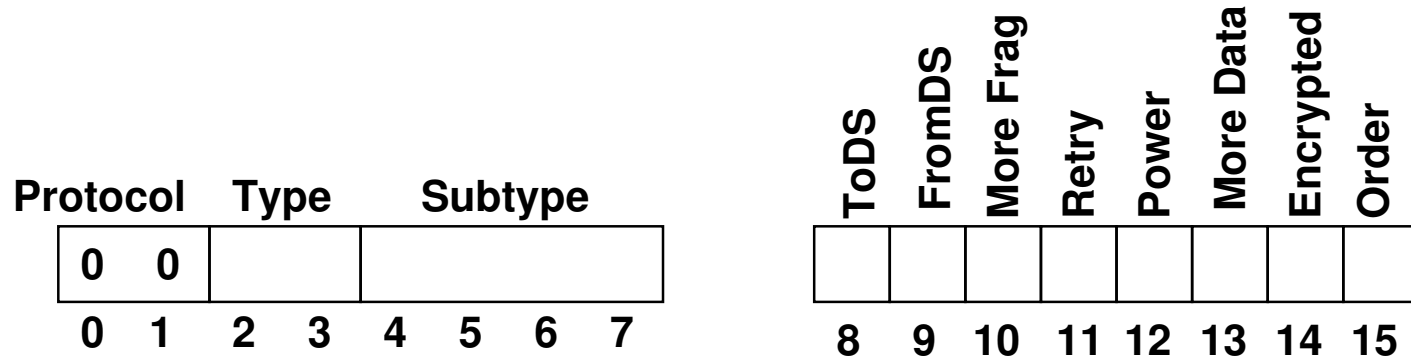 ToDS
FromDS
More Frag
Retry
Power
More Data
Encrypted
Order
Protocol Type Subtype
0 0
0 1 2 3 4 5 6 7 8 9 10 11 12 13 14 15